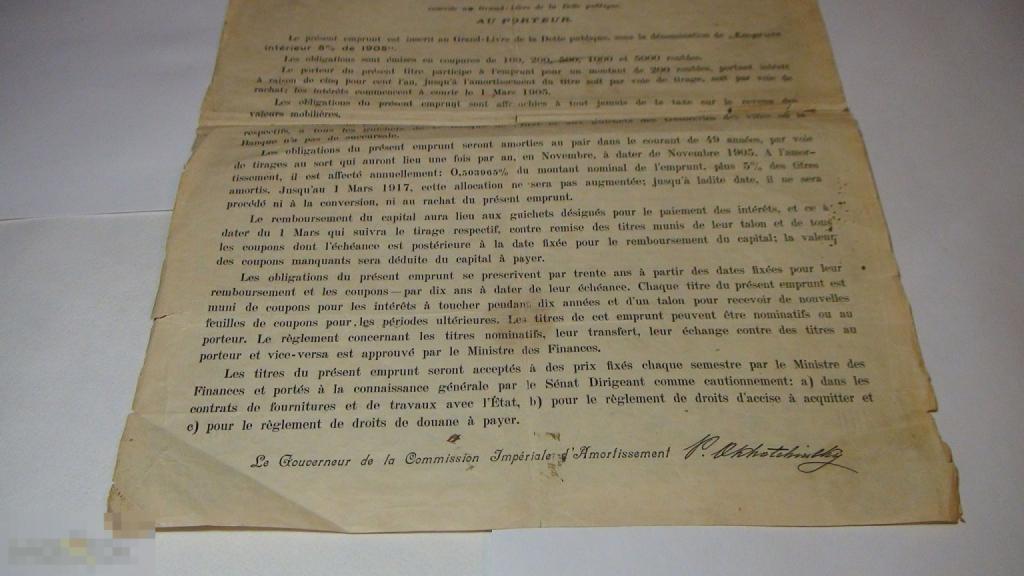 au Grand-Livre de la Dette publique.
AU PORTEUR.
Le présent emprunt est inscrit au Grand-Livre de la Dette publique, sous la dénomination de „Emprunt
intérieur 5% de 1905“.
Les obligations sont émises en coupures de 100, 200, 500, 1000 et 5000 roubles.
Le porteur du présent titre participe à l'emprunt pour un montant de 200 roubles, portant intérêt
à raison de cinq pour cent l'an, jusqu'à l'amortissement du titre soit par voie de tirage, soit par voie de
rachat; les intérêts commencent à courir le 1 Mars 1905.
Les obligations du présent emprunt sont affranchies à tout jamais de la taxe sur le revenu des
valeurs mobilières.
respectifs, à tous les guichets de
Banque n'a pas de succursale.
Les obligations du présent emprunt seront amorties au pair dans le courant de 49 années, par voie
de tirages au sort qui auront lieu une fois par an, en Novembre, à dater de Novembre 1905. A l'amor-
tissement, il est affecté annuellement: 0,503965% du montant nominal de l'emprunt, plus 5% des titres
amortis. Jusqu'au 1 Mars 1917, cette allocation ne sera pas augmentée; jusqu'à ladite date, il ne sera
procédé ni à la conversion, ni au rachat du présent emprunt.
Le remboursement du capital aura lieu aux guichets désignés pour le paiement des intérêts, et ce à
dater du 1 Mars qui suivra le tirage respectif, contre remise des titres munis de leur talon et de tous
les coupons dont l'échéance est postérieure à la date fixée pour le remboursement du capital; la valeur
des coupons manquants sera déduite du capital à payer.
Les obligations du présent emprunt se prescrivent par trente ans à partir des dates fixées pour leur
remboursement et les coupons—par dix ans à dater de leur échéance. Chaque titre du présent emprunt est
muni de coupons pour les intérêts à toucher pendant dix années et d'un talon pour recevoir de nouvelles
feuilles de coupons pour les périodes ultérieures. Les titres de cet emprunt peuvent être nominatifs ou au
porteur. Le règlement concernant les titres nominatifs, leur transfert, leur échange contre des titres au
porteur et vice-versa est approuvé par le Ministre des Finances.
Les titres du présent emprunt seront acceptés à des prix fixés chaque semestre par le Ministre des
Finances et portés à la connaissance générale par le Sénat Dirigeant comme cautionnement: a) dans les
contrats de fournitures et de travaux avec l'État, b) pour le règlement de droits d'accise à acquitter et
c) pour le règlement de droits de douane à payer.
Le Gouverneur de la Commission Impériale d'Amortissement P. Okhotchinsky